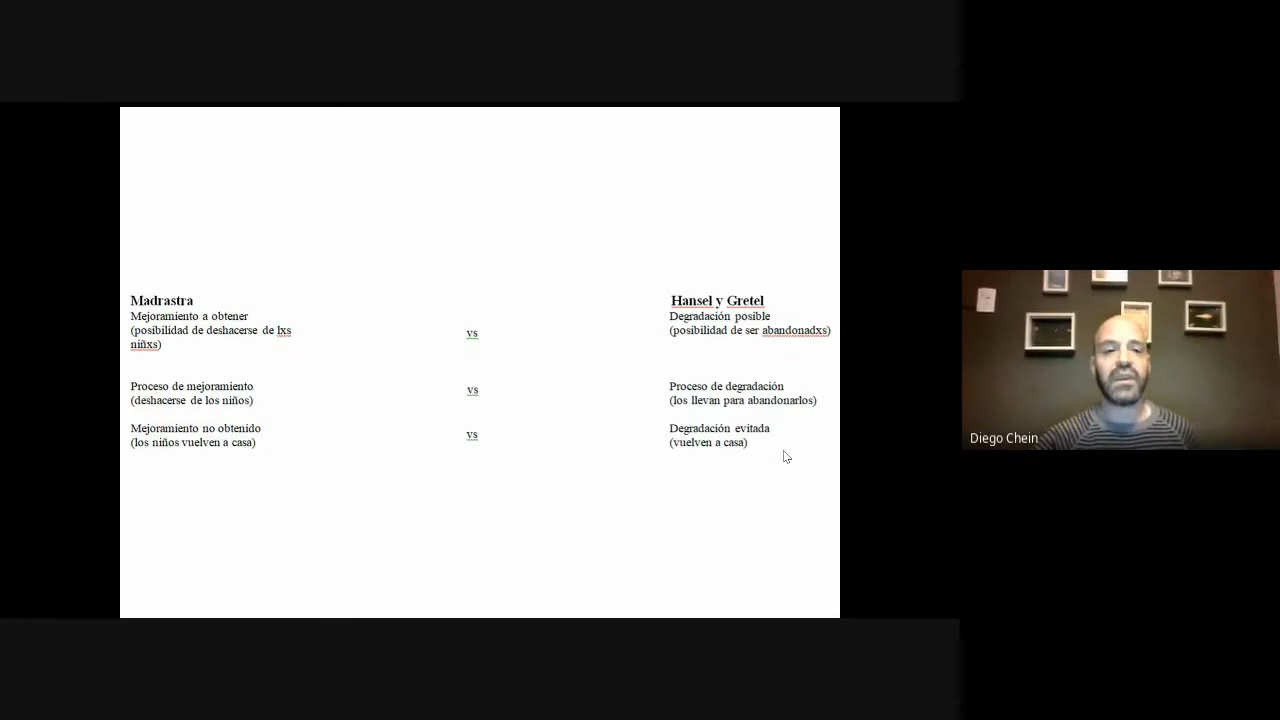 Madrastra
Mejoramiento a obtener
(posibilidad de deshacerse de lxs
niñxs)
vs
Hansel y Gretel
Degradación posible
(posibilidad de ser abandonadxs)
Proceso de mejoramiento
(deshacerse de los niños)
vs
Proceso de degradación
(los llevan para abandonarlos)
Mejoramiento no obtenido
(los niños vuelven a casa)
vs
Degradación evitada
(vuelven a casa)
Diego Chein